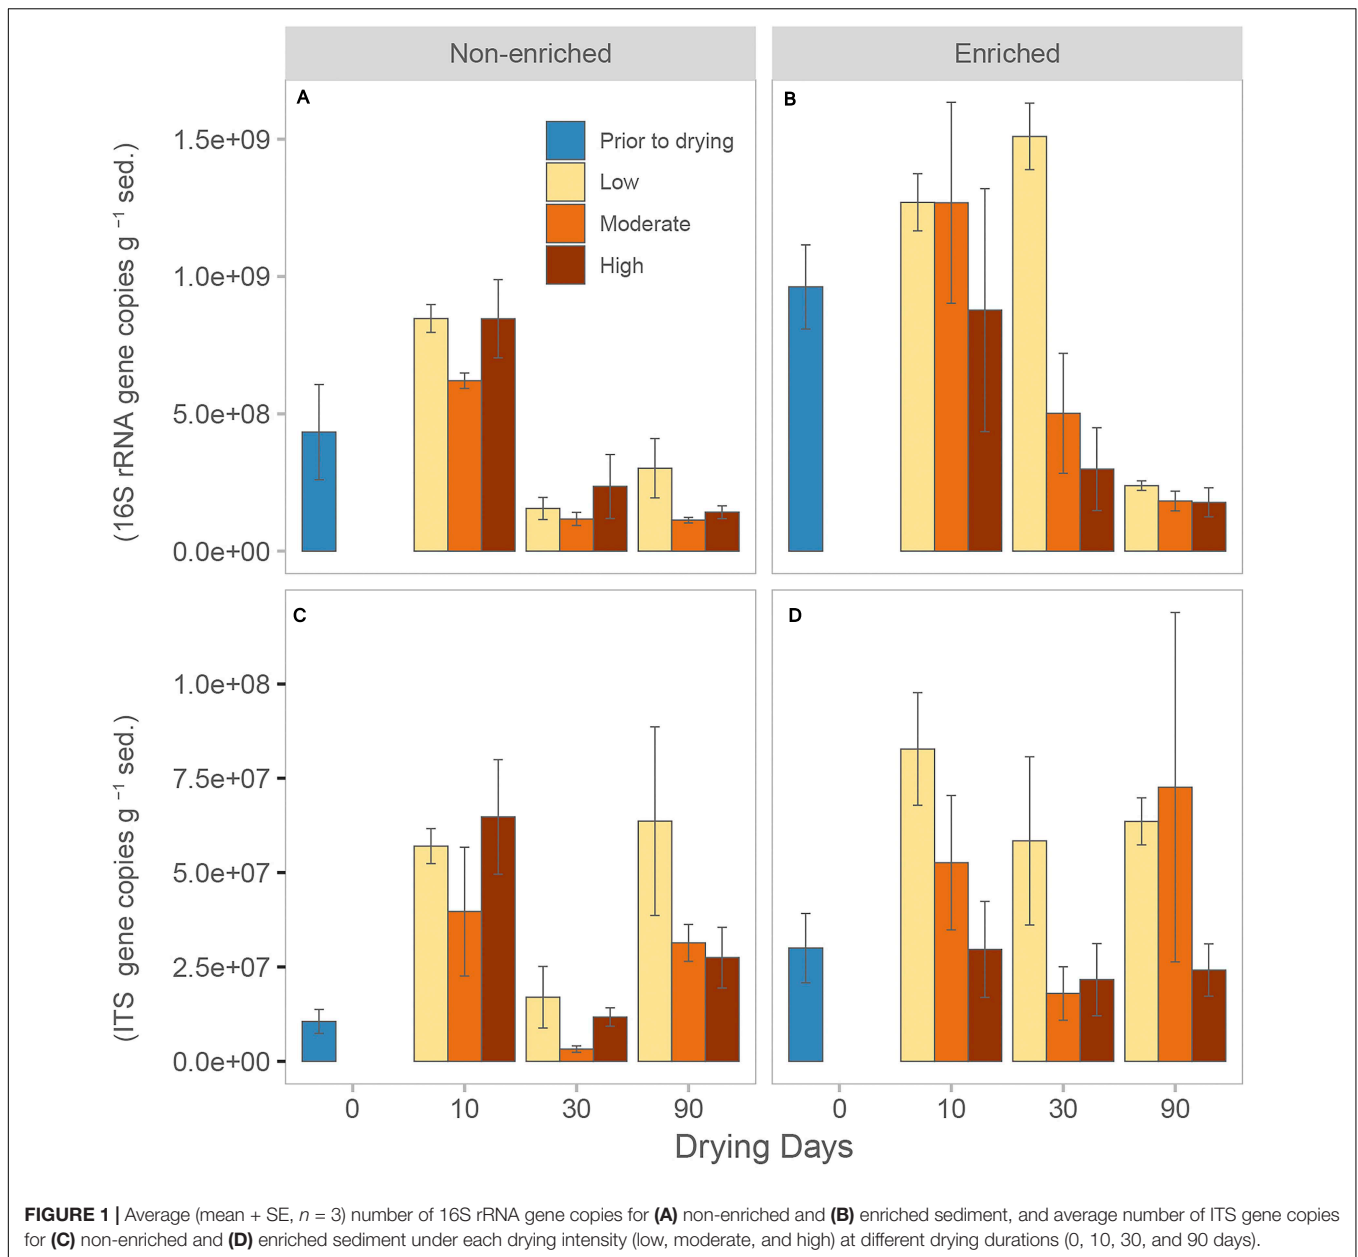 Non-enriched
Enriched
A
B
Prior to drying
Low
Moderate
High
(16S rRNA gene copies g ⁻¹ sed.)
1.5e+09
1.0e+09
5.0e+08
0.0e+00
C
D
(ITS gene copies g ⁻¹ sed.)
1.0e+08
7.5e+07
5.0e+07
2.5e+07
0.0e+00
0 10 30 90
0 10 30 90
Drying Days
FIGURE 1 | Average (mean + SE, n = 3) number of 16S rRNA gene copies for (A) non-enriched and (B) enriched sediment, and average number of ITS gene copies
for (C) non-enriched and (D) enriched sediment under each drying intensity (low, moderate, and high) at different drying durations (0, 10, 30, and 90 days).